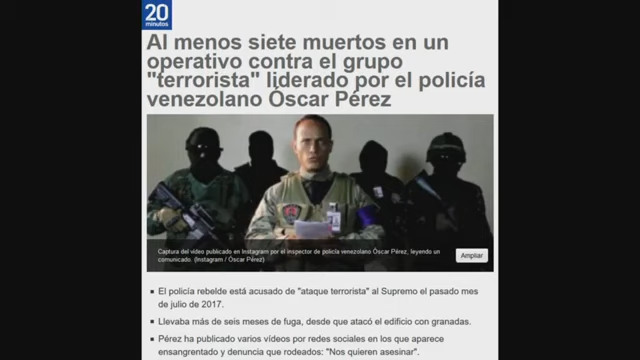 20
minutos
Al menos siete muertos en un
operativo contra el grupo
"terrorista" liderado por el policía
venezolano Óscar Pérez
Captura del vídeo publicado en Instagram por el inspector de policía venezolano Óscar Pérez, leyendo un
comunicado. (Instagram / Óscar Pérez)
Ampliar
El policía rebelde está acusado de "ataque terrorista" al Supremo el pasado mes
de julio de 2017.
Llevaba más de seis meses de fuga, desde que atacó el edificio con granadas.
Pérez ha publicado varios vídeos por redes sociales en los que aparece
ensangrentado y denuncia que rodeados: "Nos quieren asesinar".